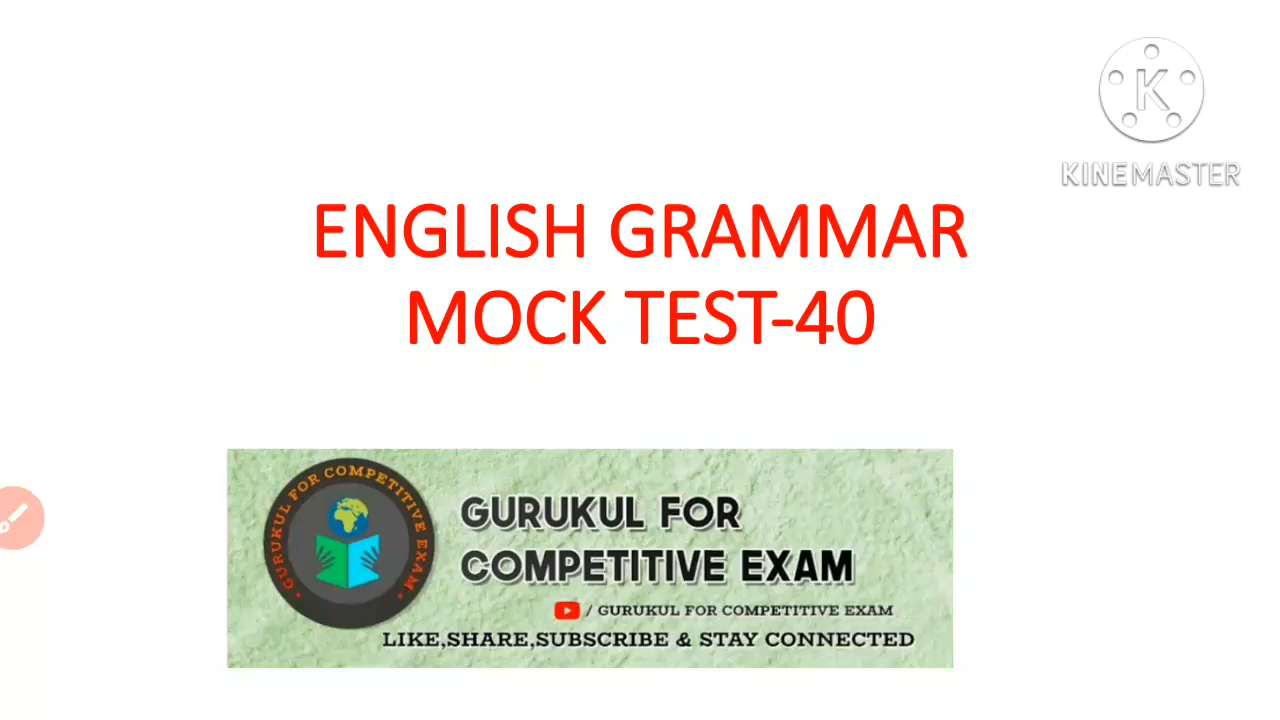 K
KINEMASTER
ENGLISH GRAMMAR
MOCK TEST-40
• GURUKUL FOR COMPETITIVE EXAM •
GURUKUL FOR
COMPETITIVE EXAM
/ GURUKUL FOR COMPETITIVE EXAM
LIKE,SHARE,SUBSCRIBE & STAY CONNECTED